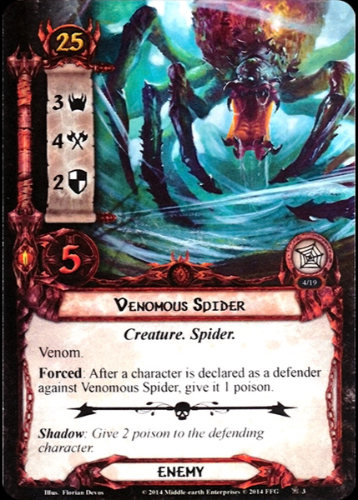 25
3
4
2
5
Venomous Spider
4/19
Creature. Spider.
Venom.
Forced: After a character is declared as a defender
against Venomous Spider, give it 1 poison.
Shadow: Give 2 poison to the defending
character.
ENEMY
Illus. Florian Devos
© 2014 Middle-earth Enterprises © 2014 FFG
3